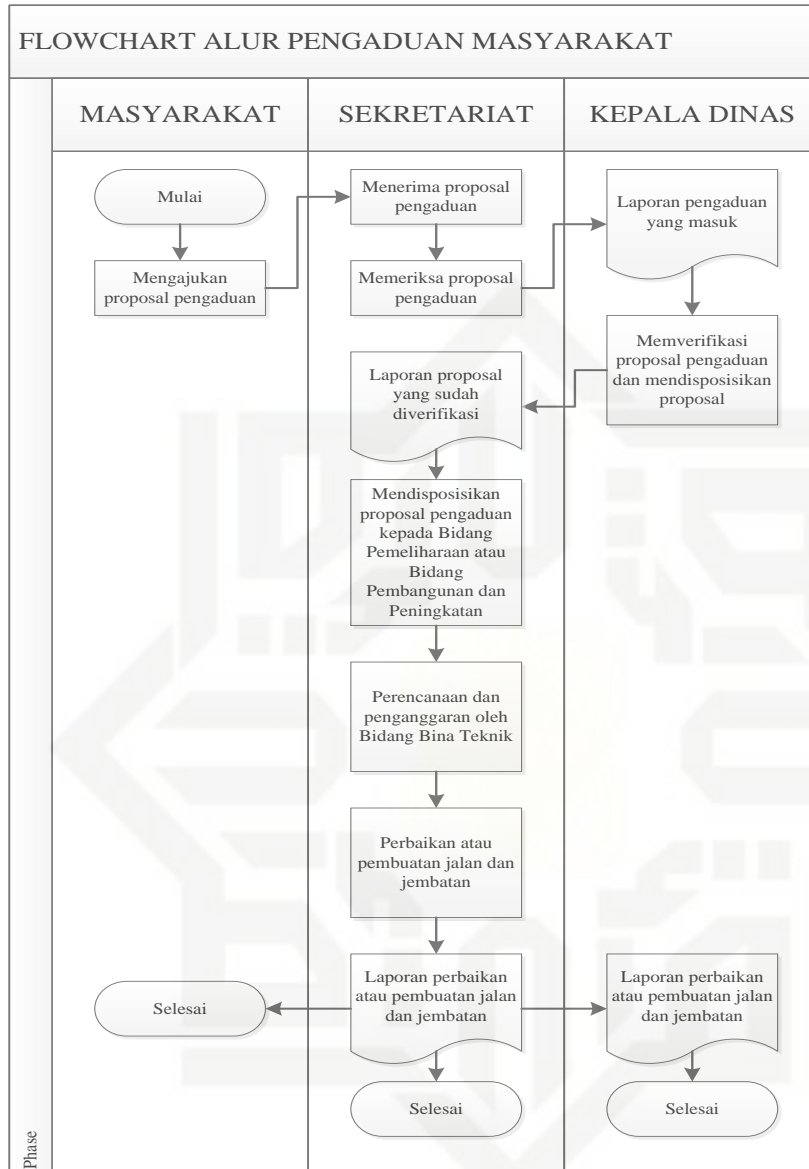 FLOWCHART ALUR PENGADUAN MASYARAKAT
MASYARAKAT
SEKRETARIAT
KEPALA DINAS
Mulai
Mengajukan
proposal pengaduan
Menerima proposal
pengaduan
Memeriksa proposal
pengaduan
Laporan pengaduan
yang masuk
Memverifikasi
proposal pengaduan
dan mendisposisikan
proposal
Laporan proposal
yang sudah
diverifikasi
Mendisposisikan
proposal pengaduan
kepada Bidang
Pemeliharaan atau
Bidang
Pembangunan dan
Peningkatan
Perencanaan dan
penganggaran oleh
Bidang Bina Teknik
Perbaikan atau
pembuatan jalan dan
jembatan
Laporan perbaikan
atau pembuatan jalan
dan jembatan
Selesai
Laporan perbaikan
atau pembuatan jalan
dan jembatan
Selesai
Selesai
Phase